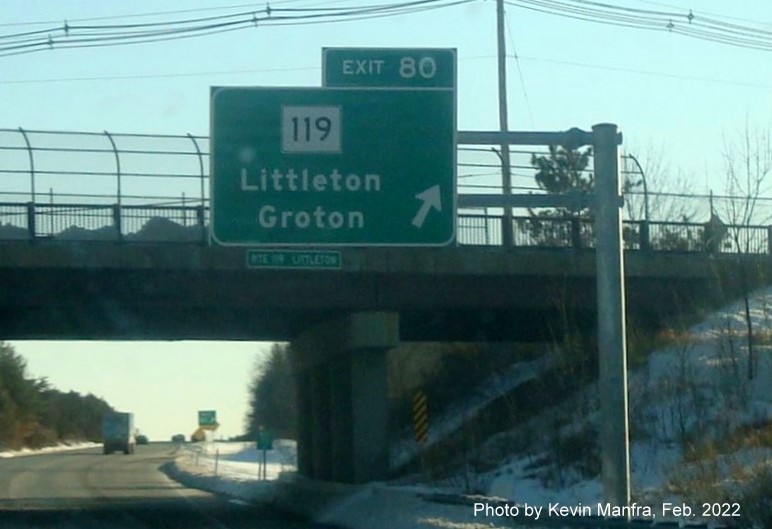 EXIT 80
119
Littleton
Groton
RTE 119 LITTLETON
Photo by Kevin Manfra, Feb. 2022